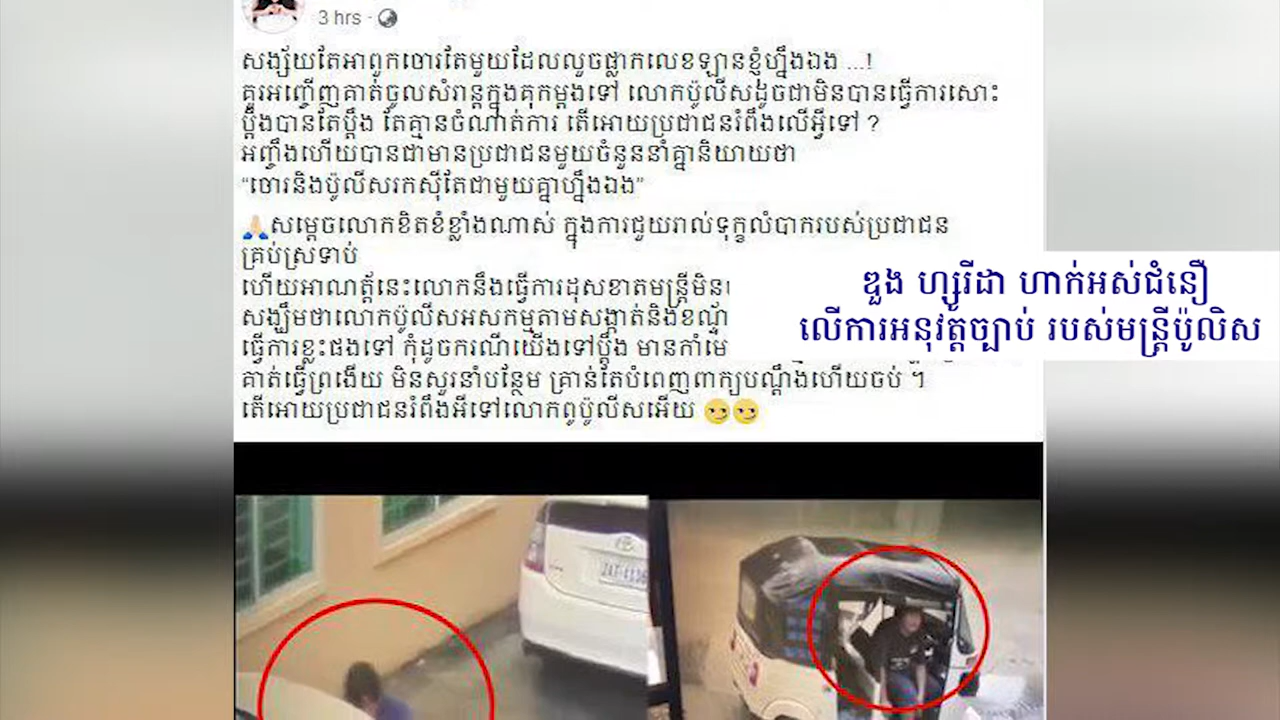 3 hrs ·
សង្ស័យតែអាពួកចោរតែមួយដែលលួចផ្លាកលេខឡានខ្ញុំហ្នឹងឯង ...!
គួរអញ្ចើញគាត់ចូលសំរាន្តក្នុងគុកម្តងទៅ លោកប៉ូលីសដូចជាមិនបានធ្វើការសោះ
ប្តឹងបានតែប្តឹង តែគ្មានចំណាត់ការ តើអោយប្រជាជនរំពឹងលើអ្វីទៅ ?
អញ្ចឹងហើយបានជាមានប្រជាជនមួយចំនួននាំគ្នានិយាយថា
“ចោរនិងប៉ូលីសរកស៊ីតែជាមួយគ្នាហ្នឹងឯង”
🙏សម្តេចលោកខិតខំខ្លាំងណាស់ ក្នុងការជួយរាល់ទុក្ខលំបាករបស់ប្រជាជន
គ្រប់ស្រទាប់
ហើយអាណត្ត័នេះលោកនឹងធ្វើការដុសខាតមន្ត្រីមិន
សង្ឃឹមថាលោកប៉ូលីសអសកម្មតាមសង្កាត់និងខណ្ឌ
ធ្វើការខ្លះផងទៅ កុំដូចករណីយើងទៅប្តឹង មានកាំមេ
គាត់ធ្វើព្រងើយ មិនសួរនាំបន្ថែម គ្រាន់តែបំពេញពាក្យបណ្តឹងហើយចប់ ។
តើអោយប្រជាជនរំពឹងអីទៅលោកពូប៉ូលីសអើយ 😏😏
ឌួង ហ្សូរីដា ហាក់អស់ជំនឿ
លើការអនុវត្តច្បាប់ របស់មន្ត្រីប៉ូលិស